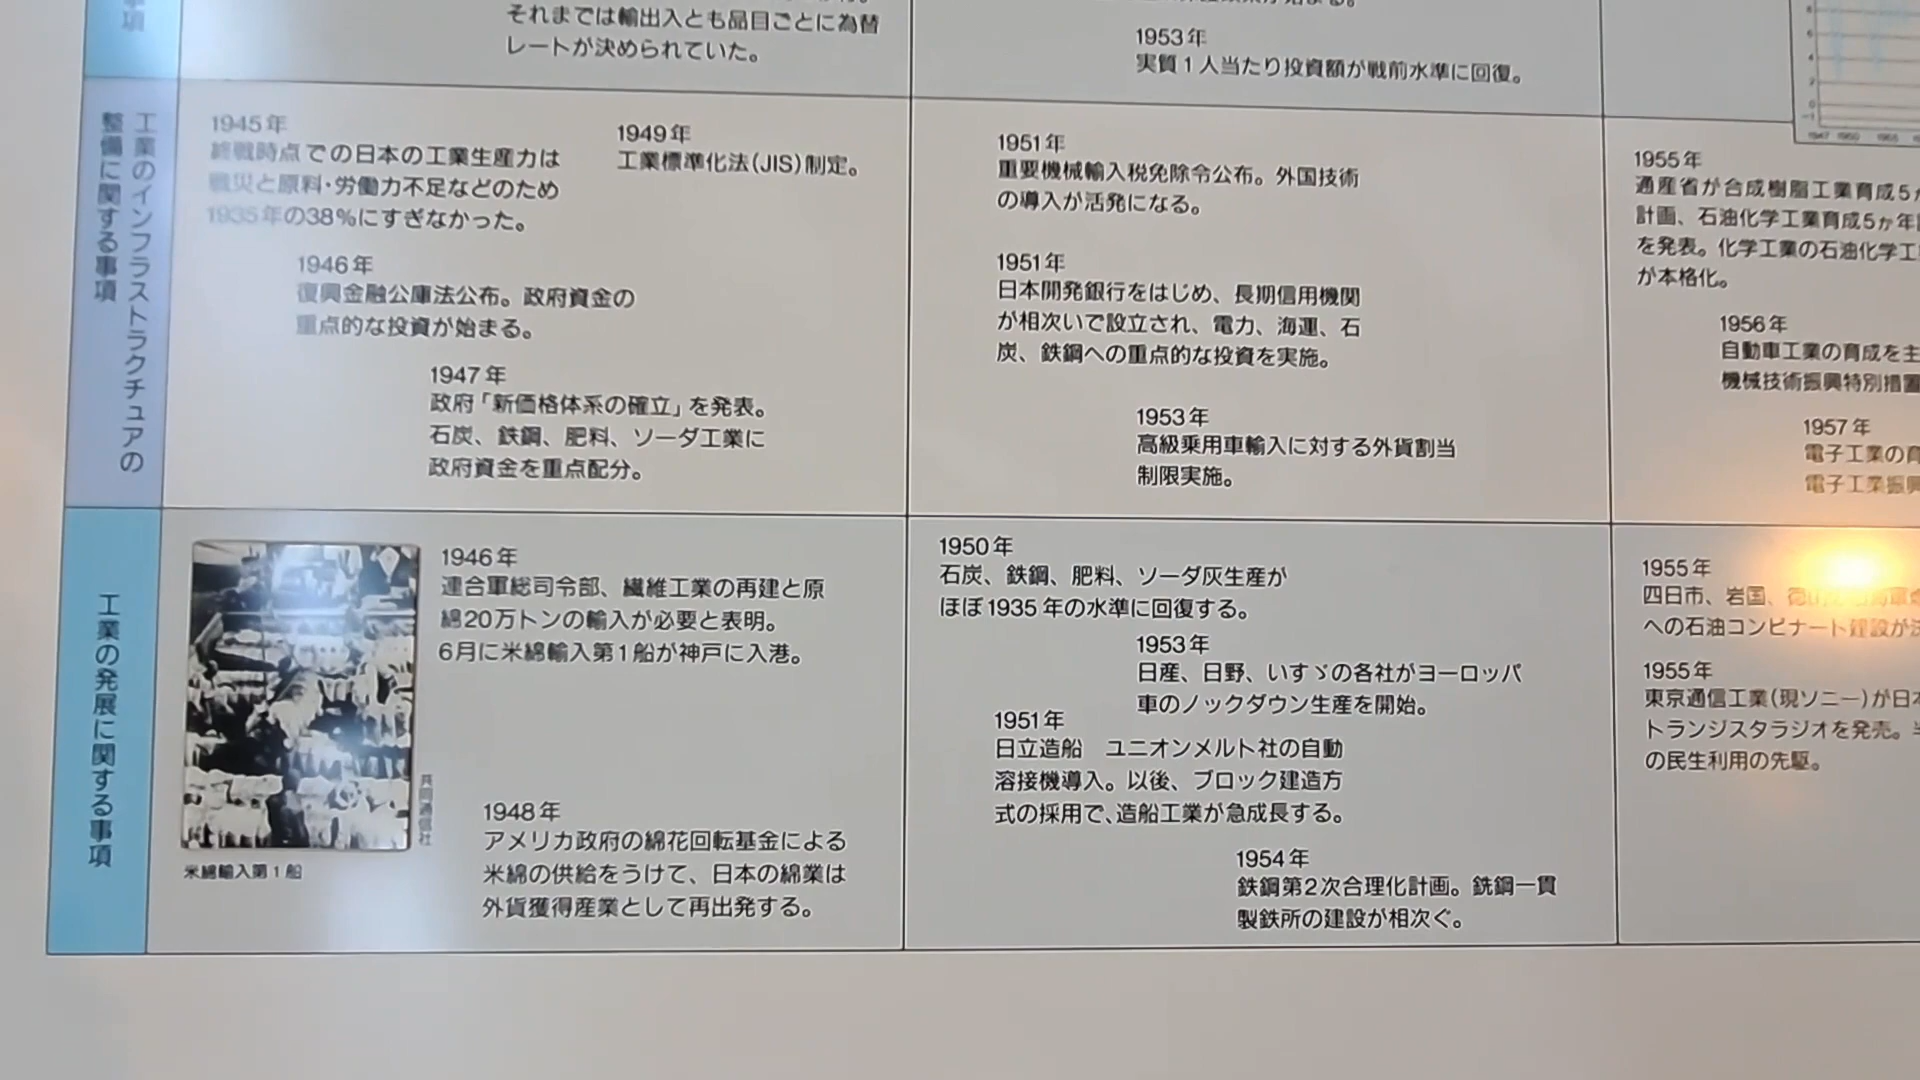 事項
それまでは輸出入とも品目ごとに為替
レートが決められていた。
1953年
実質1人当たり投資額が戦前水準に回復。
工業のインフラストラクチュアの
整備に関する事項
1945年
終戦時点での日本の工業生産力は
戦災と原料・労働力不足などのため
1935年の38%にすぎなかった。
1949年
工業標準化法(JIS)制定。
1946年
復興金融公庫法公布。政府資金の
重点的な投資が始まる。
1947年
政府「新価格体系の確立」を発表。
石炭、鉄鋼、肥料、ソーダ工業に
政府資金を重点配分。
1951年
重要機械輸入税免除令公布。外国技術
の導入が活発になる。
1951年
日本開発銀行をはじめ、長期信用機関
が相次いで設立され、電力、海運、石
炭、鉄鋼への重点的な投資を実施。
1953年
高級乗用車輸入に対する外貨割当
制限実施。
1955年
通産省が合成樹脂工業育成5ヵ
計画、石油化学工業育成5ヵ年
を発表。化学工業の石油化学工
が本格化。
1956年
自動車工業の育成を主
機械技術振興特別措置
1957年
電子工業の育
電子工業振興
工業の発展に関する事項
共同通信社
米綿輸入第1船
1946年
連合軍総司令部、繊維工業の再建と原
綿20万トンの輸入が必要と表明。
6月に米綿輸入第1船が神戸に入港。
1948年
アメリカ政府の綿花回転基金による
米綿の供給をうけて、日本の綿業は
外貨獲得産業として再出発する。
1950年
石炭、鉄鋼、肥料、ソーダ灰生産が
ほぼ1935年の水準に回復する。
1953年
日産、日野、いすゞの各社がヨーロッパ
車のノックダウン生産を開始。
1951年
日立造船 ユニオンメルト社の自動
溶接機導入。以後、ブロック建造方
式の採用で、造船工業が急成長する。
1954年
鉄鋼第2次合理化計画。銑鋼一貫
製鉄所の建設が相次ぐ。
1955年
四日市、岩国、
への石油コンビナート建設が
1955年
東京通信工業(現ソニー)が日本
トランジスタラジオを発売。
の民生利用の先駆。